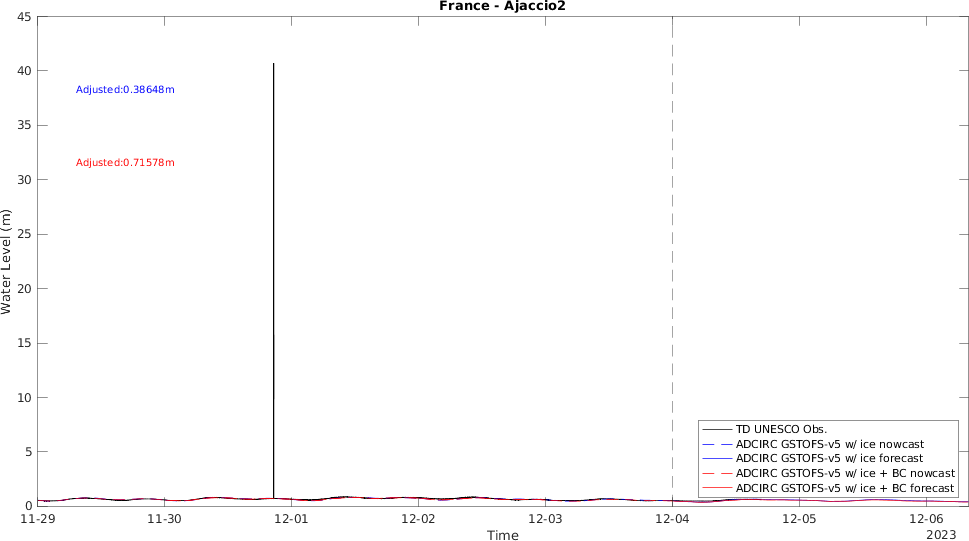 France - Ajaccio2
45
40
35
30
25
20
15
10
5
0
Water Level (m)
Adjusted:0.38648m
Adjusted:0.71578m
TD UNESCO Obs.
ADCIRC GSTOFS-v5 w/ ice nowcast
ADCIRC GSTOFS-v5 w/ ice forecast
ADCIRC GSTOFS-v5 w/ ice + BC nowcast
ADCIRC GSTOFS-v5 w/ ice + BC forecast
11-29 11-30 12-01 12-02 12-03 12-04 12-05 12-06
Time
2023